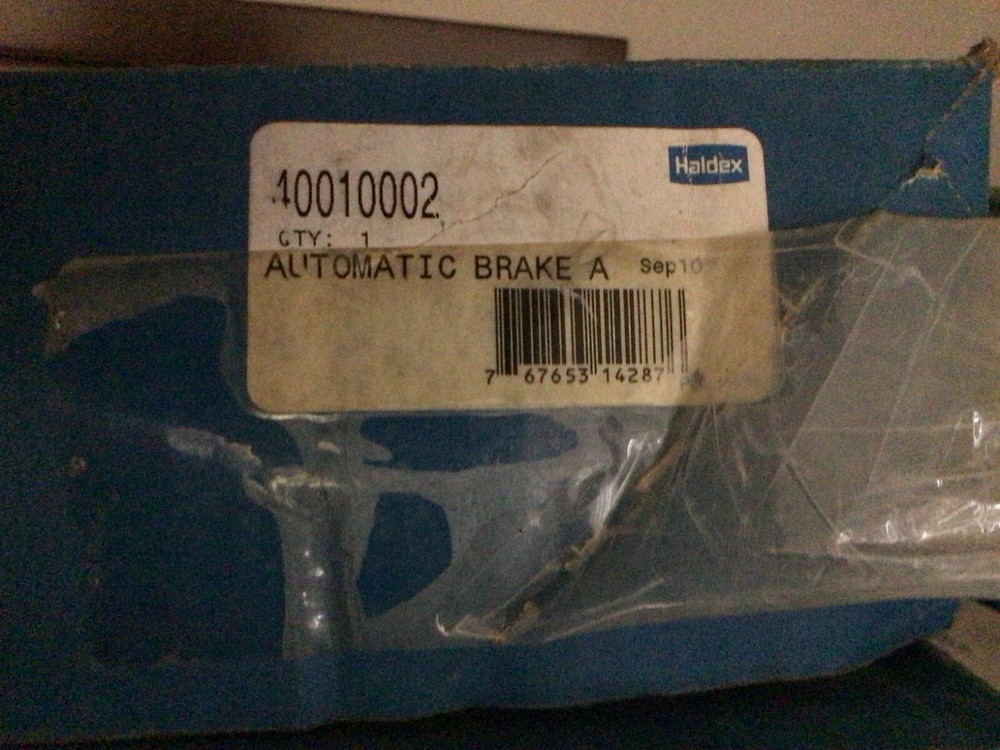 Haldex
40010002
QTY: 1
AUTOMATIC BRAKE A Sep10
7 67653 14287